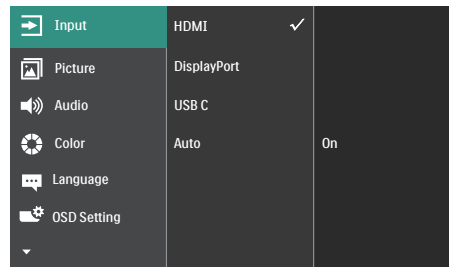 Input HDMI
Picture DisplayPort
Audio USB C
Color Auto On
Language
OSD Setting